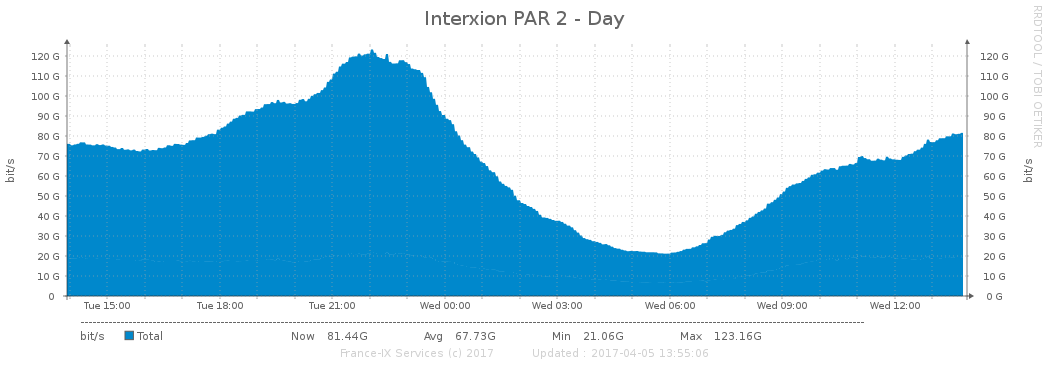 Interxion PAR 2 - Day
RRDTOOL / TOBI OETIKER
120 G 120 G
110 G 110 G
100 G 100 G
90 G 90 G
80 G 80 G
70 G 70 G
60 G 60 G
50 G 50 G
40 G 40 G
30 G 30 G
20 G 20 G
10 G 10 G
0 0 G
bit/s
bit/s
Tue 15:00 Tue 18:00 Tue 21:00 Wed 00:00 Wed 03:00 Wed 06:00 Wed 09:00 Wed 12:00
bit/s Total Now 81.44G Avg 67.73G Min 21.06G Max 123.16G
France-IX Services (c) 2017 Updated : 2017-04-05 13:55:06